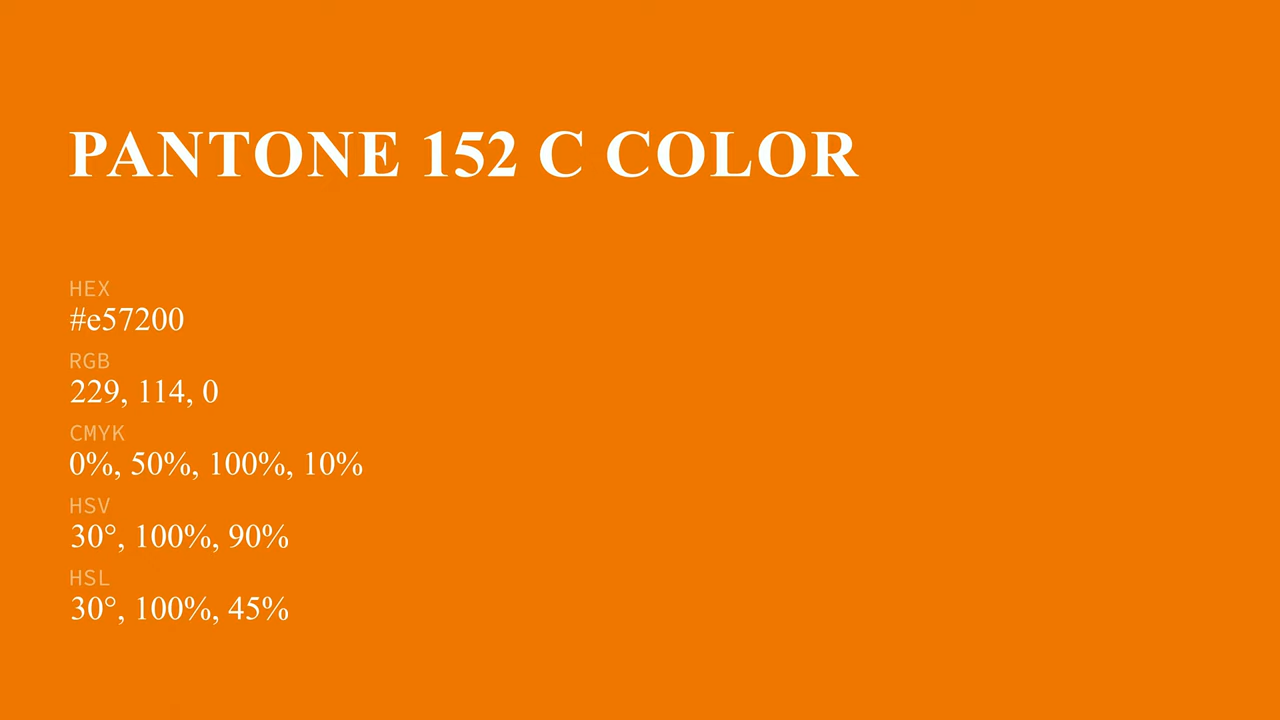 PANTONE 152 C COLOR
HEX
#e57200
RGB
229, 114, 0
CMYK
0%, 50%, 100%, 10%
HSV
30°, 100%, 90%
HSL
30°, 100%, 45%